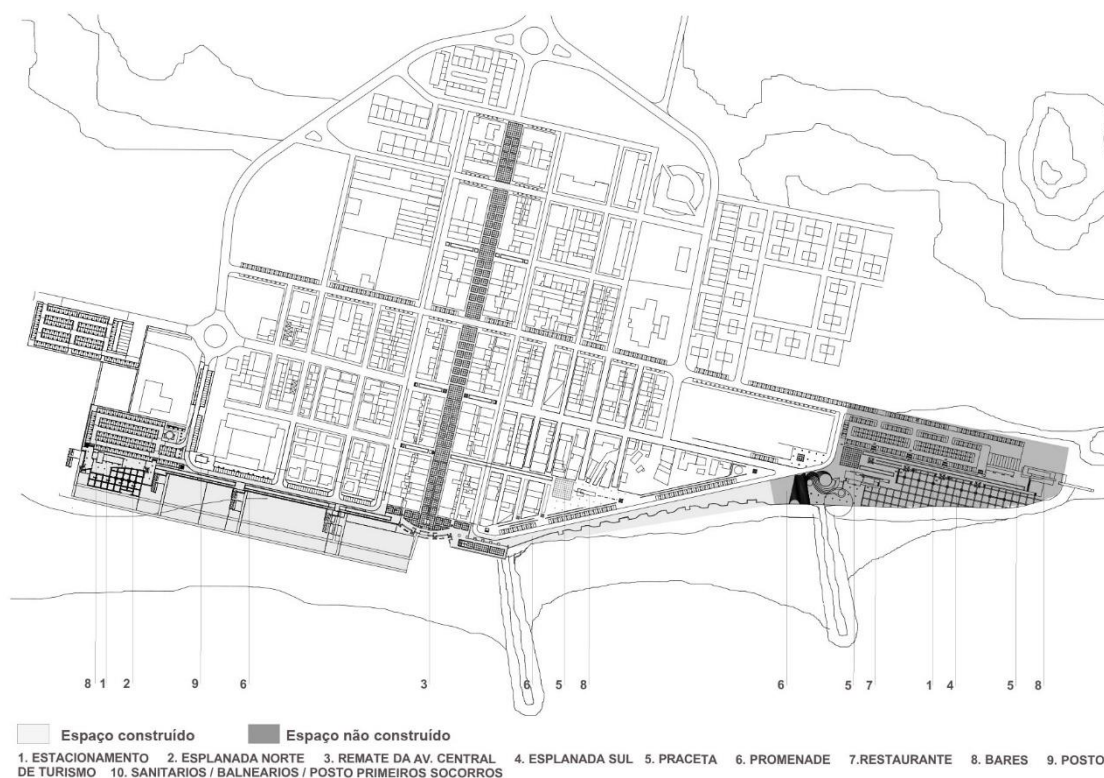 8 1 2 9 6 3 6 5 8 6 5 7 1 4 5 8
Espaço construído Espaço não construído
1. ESTACIONAMENTO 2. ESPLANADA NORTE 3. REMATE DA AV. CENTRAL 4. ESPLANADA SUL 5. PRACETA 6. PROMENADE 7.RESTAURANTE 8. BARES 9. POSTO
DE TURISMO 10. SANITARIOS / BALNEARIOS / POSTO PRIMEIROS SOCORROS